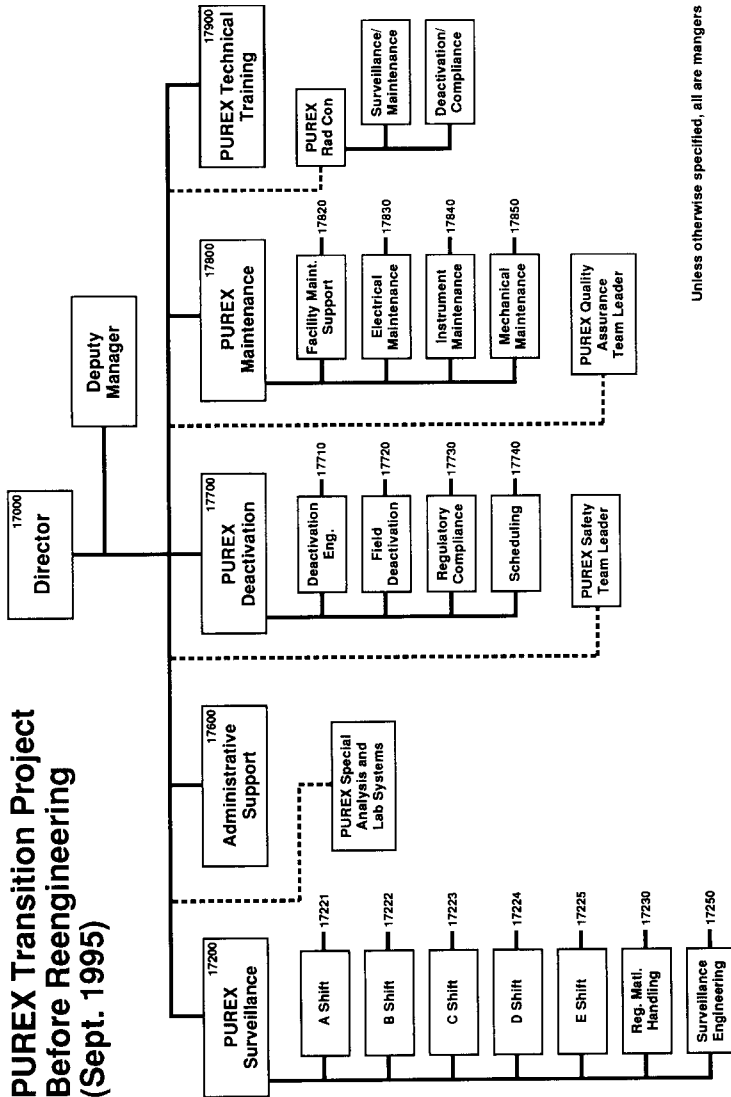 PUREX Transition Project
Before Reengineering
(Sept. 1995)
17000
Director
Deputy
Manager
17200
PUREX
Surveillance
A Shift
17221
B Shift
17222
C Shift
17223
D Shift
17224
E Shift
17225
Reg. Matl.
Handling
17230
Surveillance
Engineering
17250
PUREX Special
Analysis and
Lab Systems
17600
Administrative
Support
17700
PUREX
Deactivation
Deactivation
Eng.
17710
Field
Deactivation
17720
Regulatory
Compliance
17730
Scheduling
17740
PUREX Safety
Team Leader
17800
PUREX
Maintenance
Facility Maint.
Support
17820
Electrical
Maintenance
17830
Instrument
Maintenance
17840
Mechanical
Maintenance
17850
PUREX Quality
Assurance
Team Leader
17900
PUREX Technical
Training
PUREX
Rad Con
Surveillance/
Maintenance
Deactivation/
Compliance
Unless otherwise specified, all are mangers